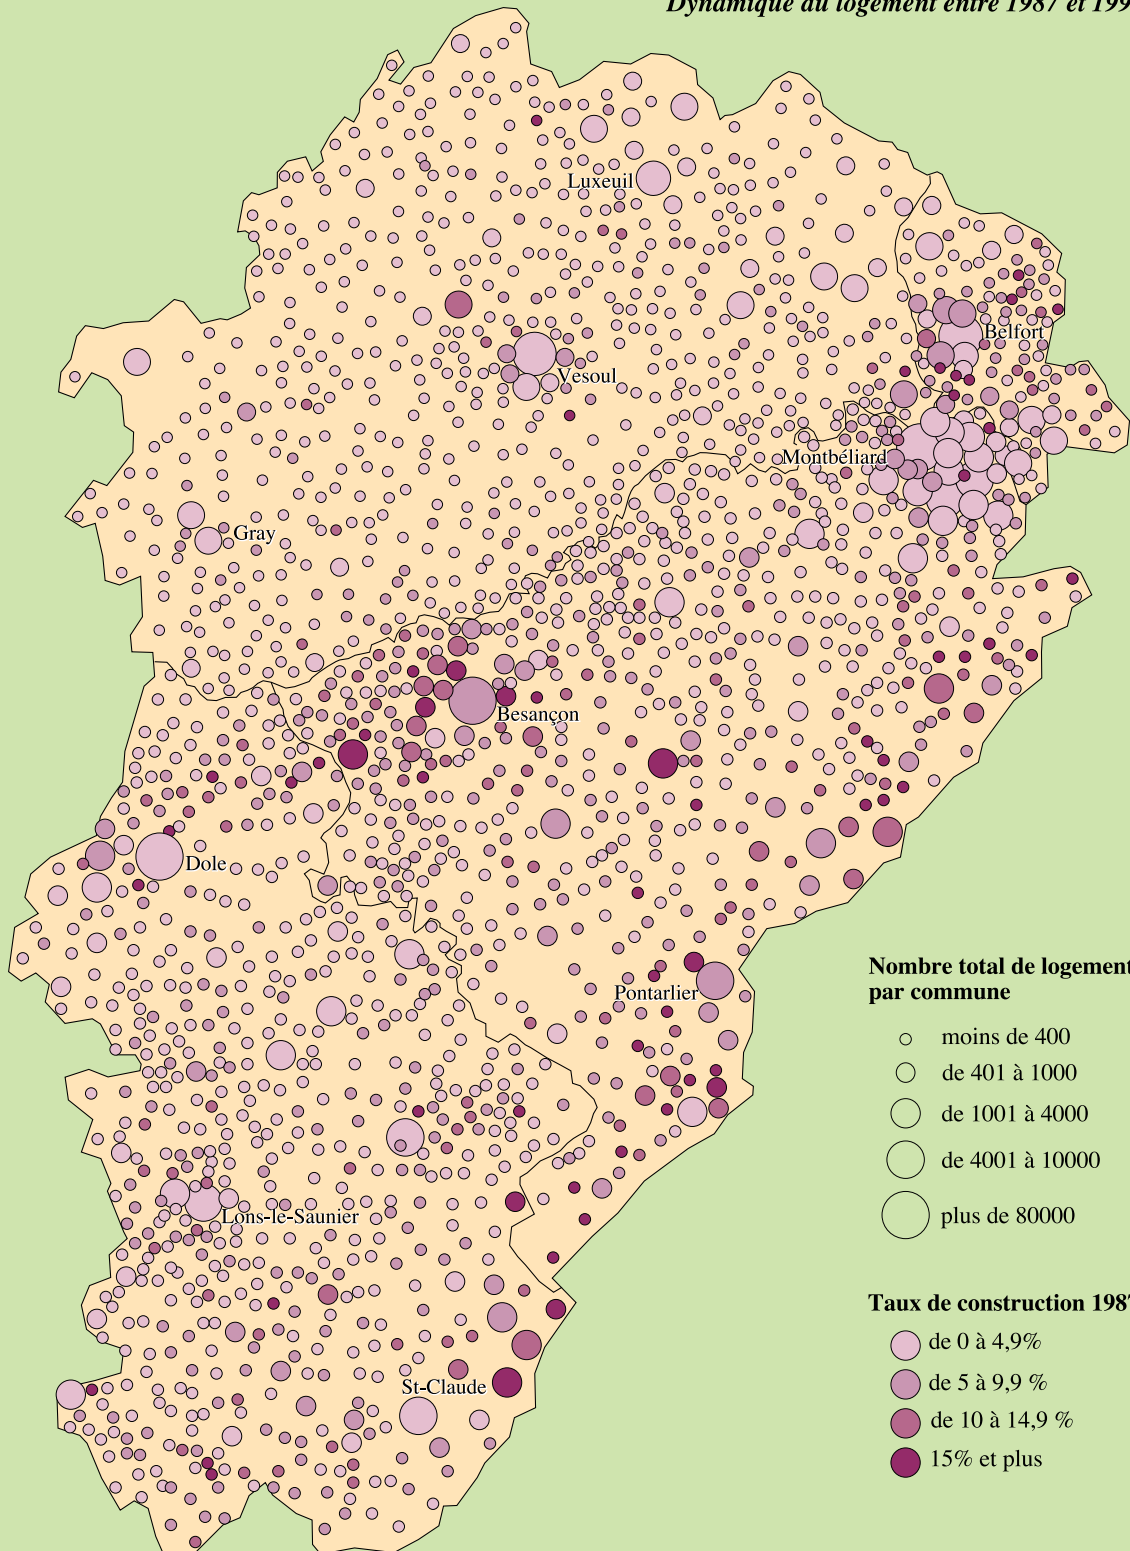 Dynamique du logement entre 1987 et 199
Luxeuil
Belfort
Vesoul
Montbéliard
Gray
Besançon
Dole
Pontarlier
Lons-le-Saunier
St-Claude
Nombre total de logement
par commune
moins de 400
de 401 à 1000
de 1001 à 4000
de 4001 à 10000
plus de 80000
Taux de construction 198
de 0 à 4,9%
de 5 à 9,9 %
de 10 à 14,9 %
15% et plus